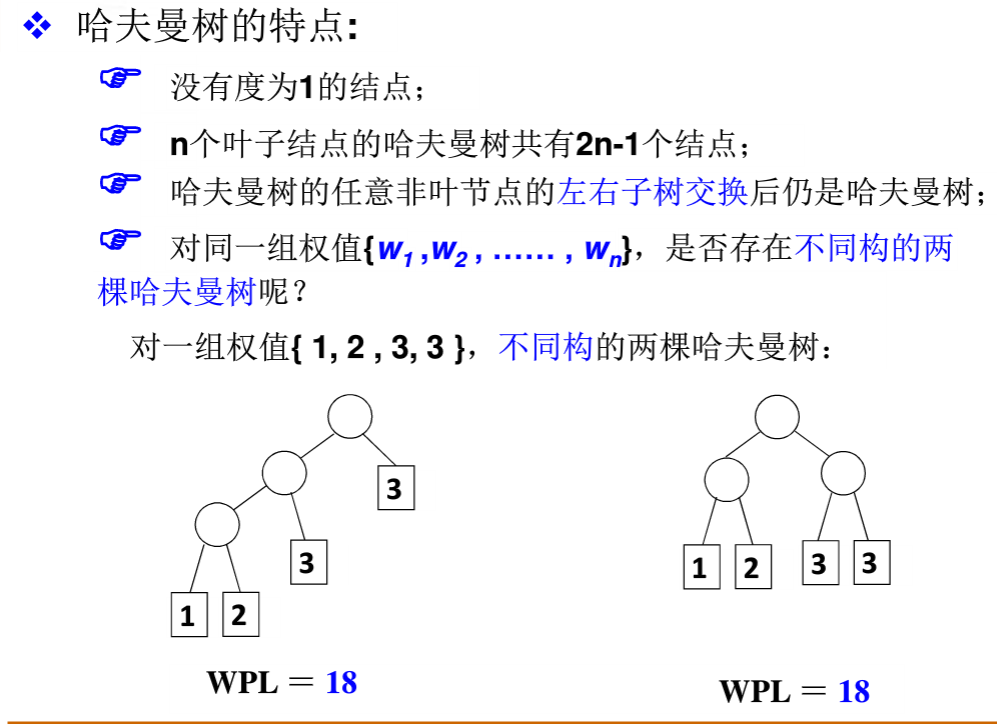 哈夫曼树的特点:
没有度为1的结点；
n个叶子结点的哈夫曼树共有2n-1个结点；
哈夫曼树的任意非叶节点的左右子树交换后仍是哈夫曼树；
对同一组权值{w1 ,w2 , …… , wn}，是否存在不同构的两
棵哈夫曼树呢？
对一组权值{ 1, 2 , 3, 3 }，不同构的两棵哈夫曼树：
3
3
1 2
1 2 3 3
WPL＝18
WPL＝18